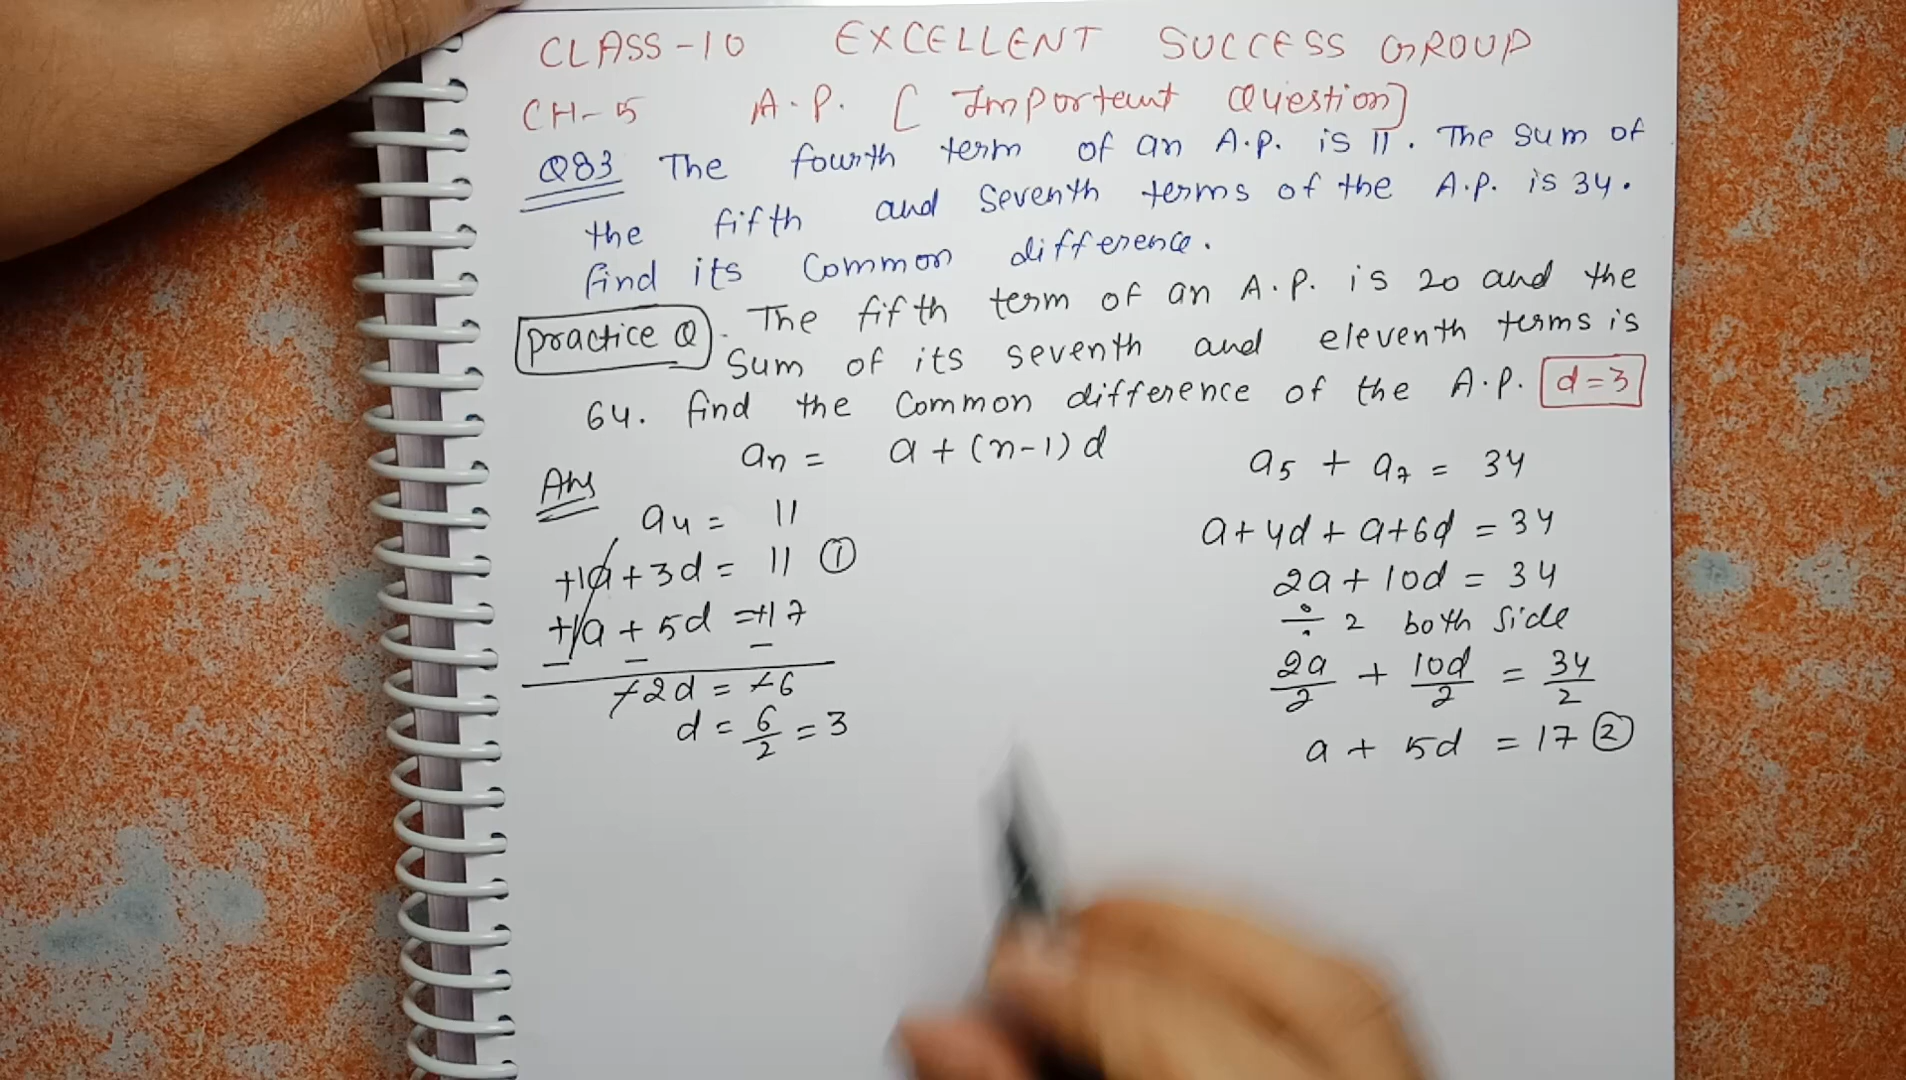 CLASS-10 EXCELLENT SUCCESS GROUP
CH-5 A.P. [Important Question]
Q83 The fourth term of an A.P. is 11. The sum of
the fifth and seventh terms of the A.P. is 34.
find its common difference.
Practice Q. The fifth term of an A.P. is 20 and the
sum of its seventh and eleventh terms is
64. find the common difference of the A.P. d=3
an = a + (n-1) d
Ans
a4 = 11
+1a + 3d = 11 ①
+1a + 5d = +17
- - -
-2d = -6
d = 6/2 = 3
a5 + a7 = 34
a + 4d + a + 6d = 34
2a + 10d = 34
÷ 2 both side
2a/2 + 10d/2 = 34/2
a + 5d = 17 ②